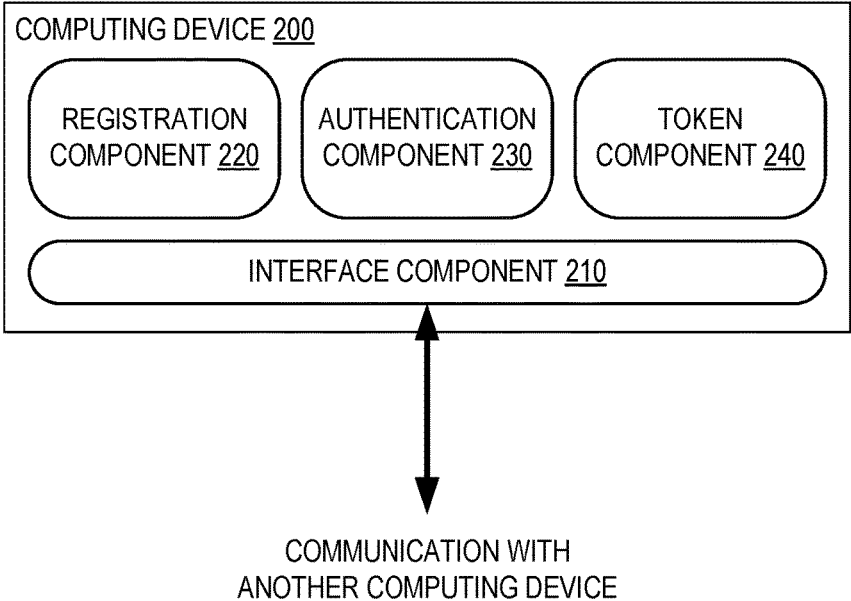 COMPUTING DEVICE 200
REGISTRATION
COMPONENT 220
AUTHENTICATION
COMPONENT 230
TOKEN
COMPONENT 240
INTERFACE COMPONENT 210
COMMUNICATION WITH
ANOTHER COMPUTING DEVICE